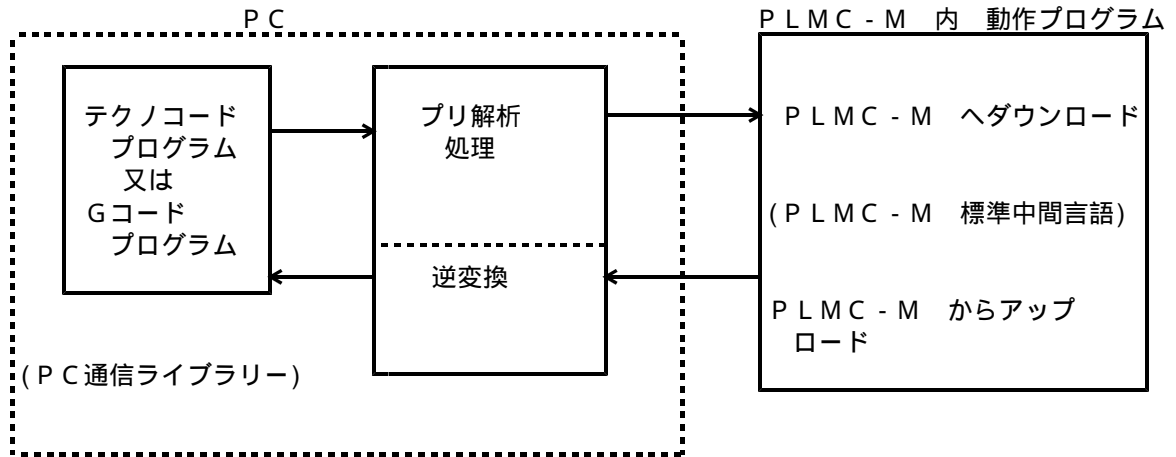 ＰＣ
ＰＬＭＣ‐Ｍ　内　動作プログラム
テクノコード
プログラム
又は
Ｇコード
プログラム
プリ解析
処理
逆変換
(ＰＣ通信ライブラリー)
ＰＬＭＣ‐Ｍ　へダウンロード
(ＰＬＭＣ‐Ｍ　標準中間言語)
ＰＬＭＣ‐Ｍ　からアップ
ロード